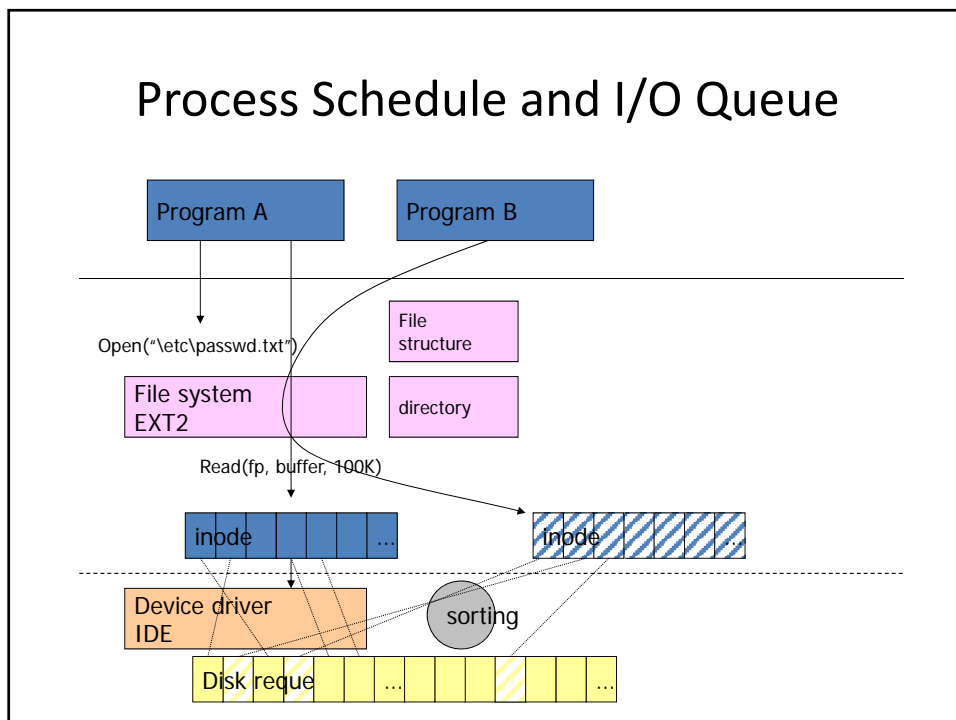 Process Schedule and I/O Queue
Program A
Program B
File
structure
Open(“\etc\passwd.txt”)
File system
EXT2
directory
Read(fp, buffer, 100K)
inode ...
inode ...
Device driver
IDE
sorting
Disk reque ... ...